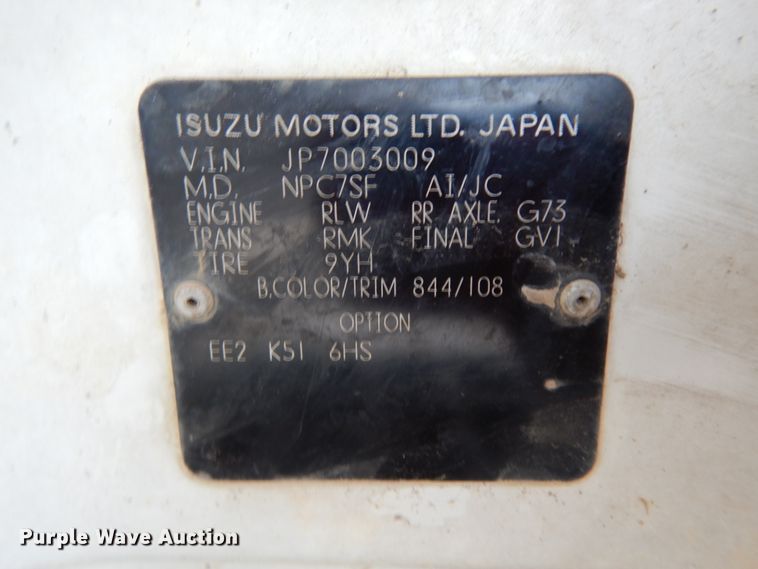 ISUZU MOTORS LTD. JAPAN
V.I.N. JP7003009
M.D. NPC7SF AI/JC
ENGINE RLW RR AXLE. G73
TRANS RMK FINAL GV1
TIRE 9YH
B.COLOR/TRIM 844/108
OPTION
EE2 K51 6HS
Purple Wave Auction